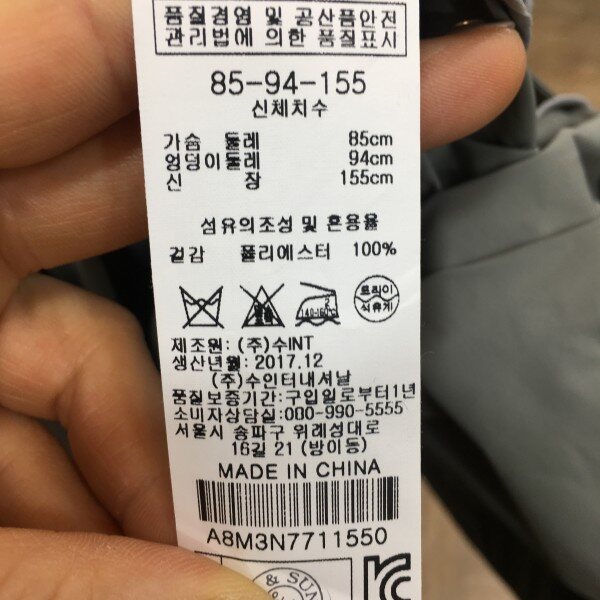 품질경영 및 공산품안전
관리법에 의한 품질표시
85-94-155
신체치수
가슴 둘레 85cm
엉덩이둘레 94cm
신 장 155cm
섬유의조성 및 혼용율
겉감 폴리에스터 100%
2
140-160℃
드라이
석유계
제조원: (주)수INT
생산년월: 2017.12
(주)수인터내셔날
품질보증기간: 구입일로부터1년
소비자상담실: 080-990-5555
서울시 송파구 위례성대로
16길 21 (방이동)
MADE IN CHINA
A8M3N7711550
& SUN